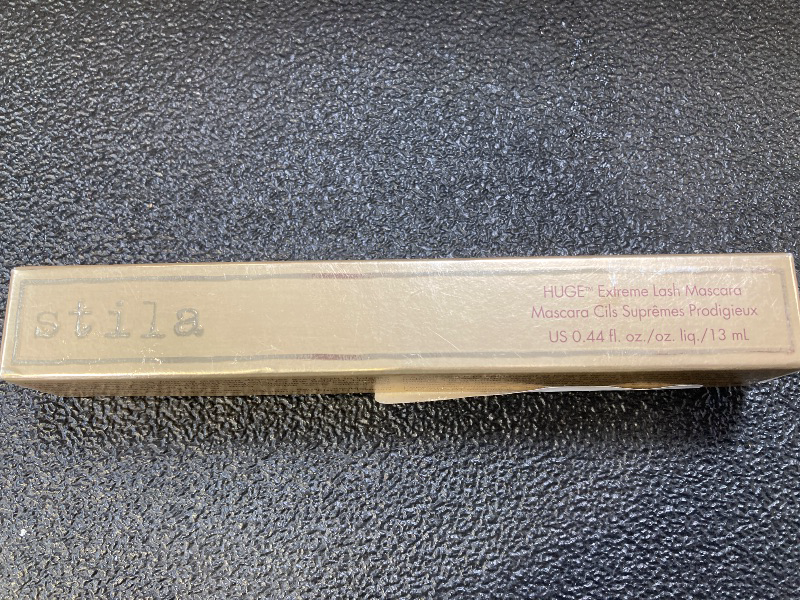 stila
HUGE™ Extreme Lash Mascara
Mascara Cils Suprêmes Prodigieux
US 0.44 fl. oz./oz. liq./13 mL